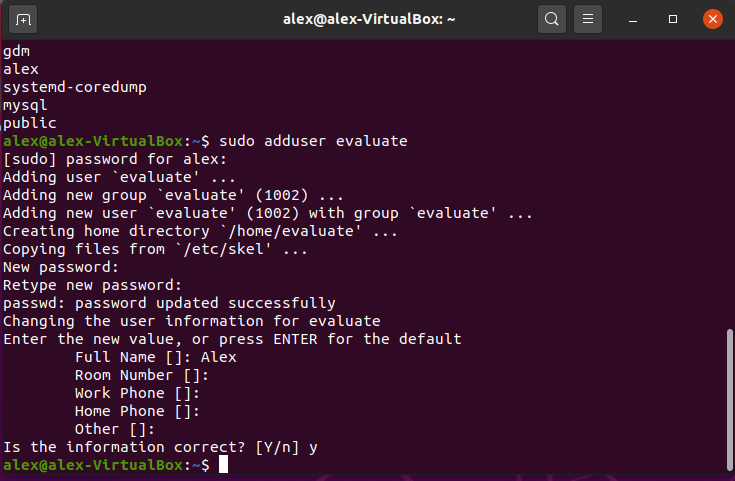 alex@alex-VirtualBox: ~
gdm
alex
systemd-coredump
mysql
public
alex@alex-VirtualBox:~$ sudo adduser evaluate
[sudo] password for alex:
Adding user `evaluate' ...
Adding new group `evaluate' (1002) ...
Adding new user `evaluate' (1002) with group `evaluate' ...
Creating home directory `/home/evaluate' ...
Copying files from `/etc/skel' ...
New password:
Retype new password:
passwd: password updated successfully
Changing the user information for evaluate
Enter the new value, or press ENTER for the default
        Full Name []: Alex
        Room Number []:
        Work Phone []:
        Home Phone []:
        Other []:
Is the information correct? [Y/n] y
alex@alex-VirtualBox:~$